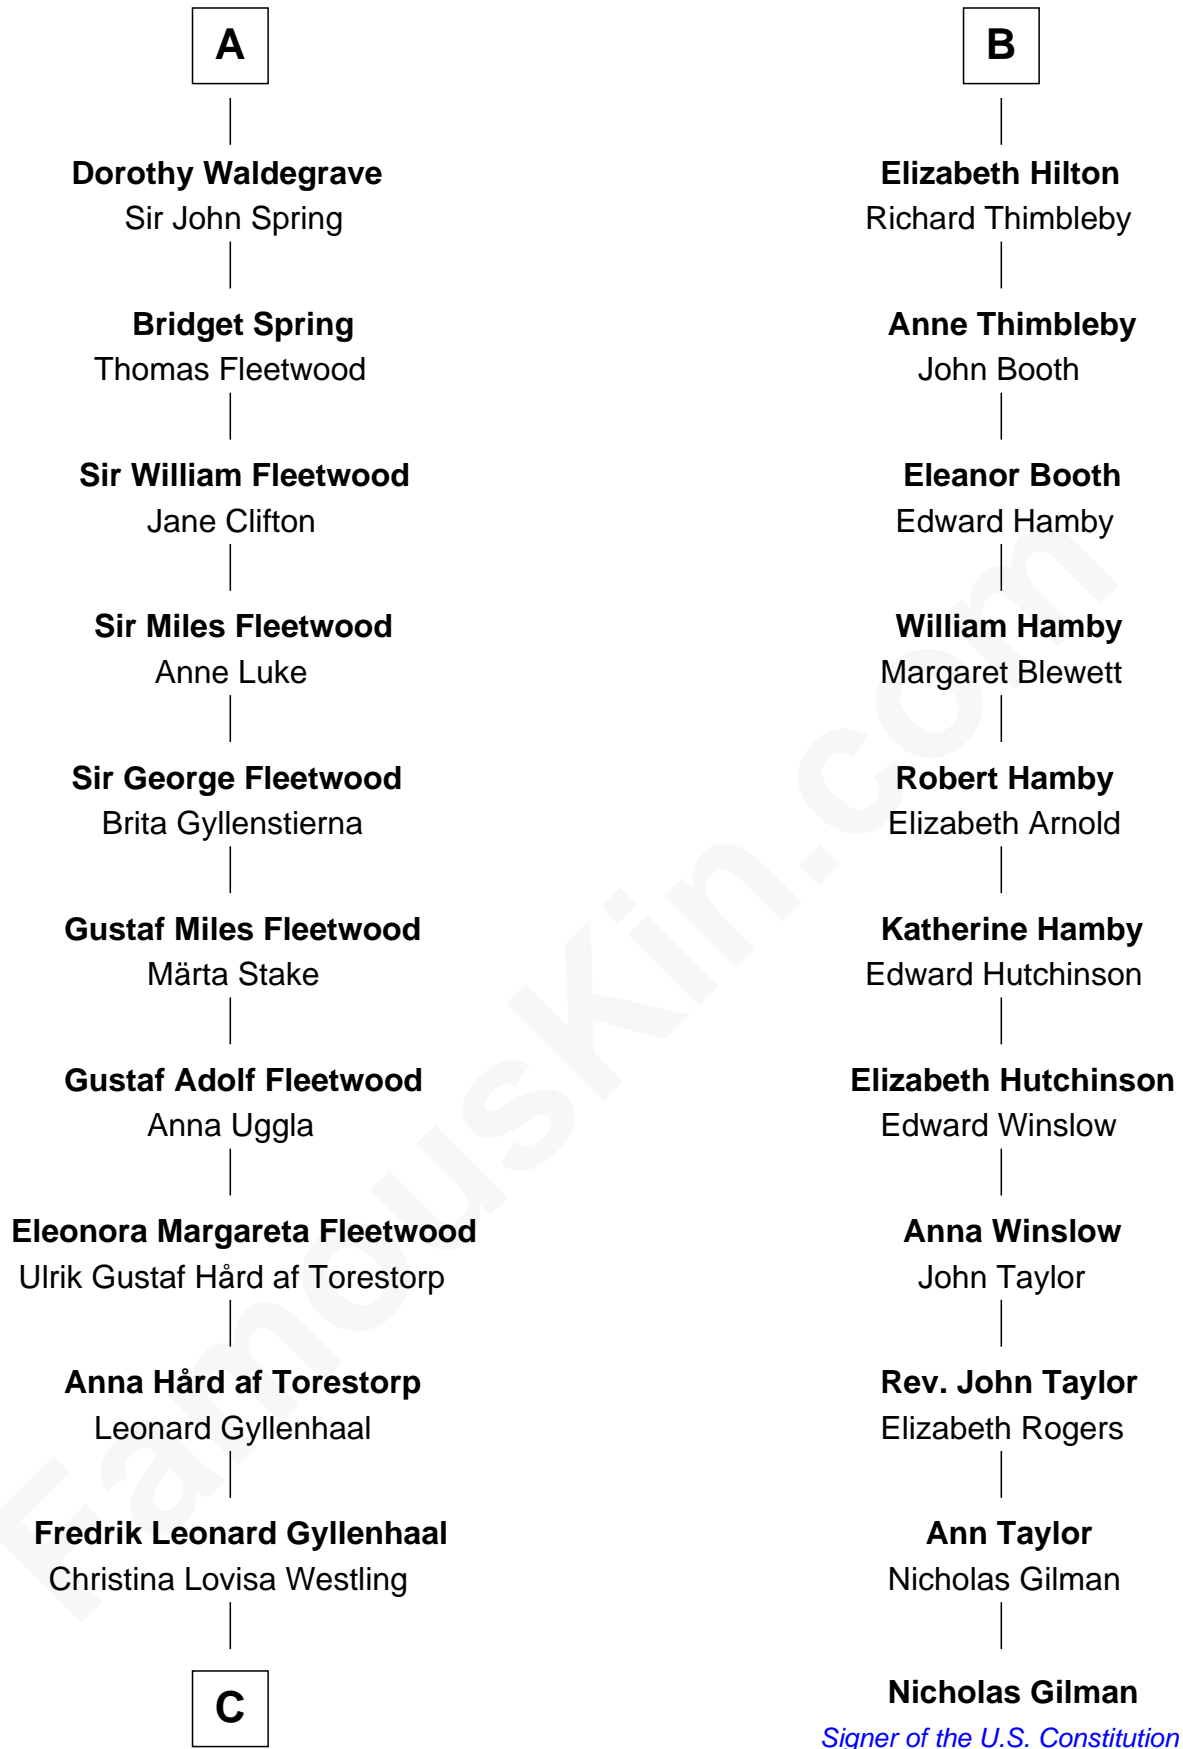 A
Dorothy Waldegrave
Sir John Spring
Bridget Spring
Thomas Fleetwood
Sir William Fleetwood
Jane Clifton
Sir Miles Fleetwood
Anne Luke
Sir George Fleetwood
Brita Gyllenstierna
Gustaf Miles Fleetwood
Märta Stake
Gustaf Adolf Fleetwood
Anna Uggla
Eleonora Margareta Fleetwood
Ulrik Gustaf Hård af Torestorp
Anna Hård af Torestorp
Leonard Gyllenhaal
Fredrik Leonard Gyllenhaal
Christina Lovisa Westling
C
B
Elizabeth Hilton
Richard Thimbleby
Anne Thimbleby
John Booth
Eleanor Booth
Edward Hamby
William Hamby
Margaret Blewett
Robert Hamby
Elizabeth Arnold
Katherine Hamby
Edward Hutchinson
Elizabeth Hutchinson
Edward Winslow
Anna Winslow
John Taylor
Rev. John Taylor
Elizabeth Rogers
Ann Taylor
Nicholas Gilman
Nicholas Gilman
Signer of the U.S. Constitution
FamousKin.com